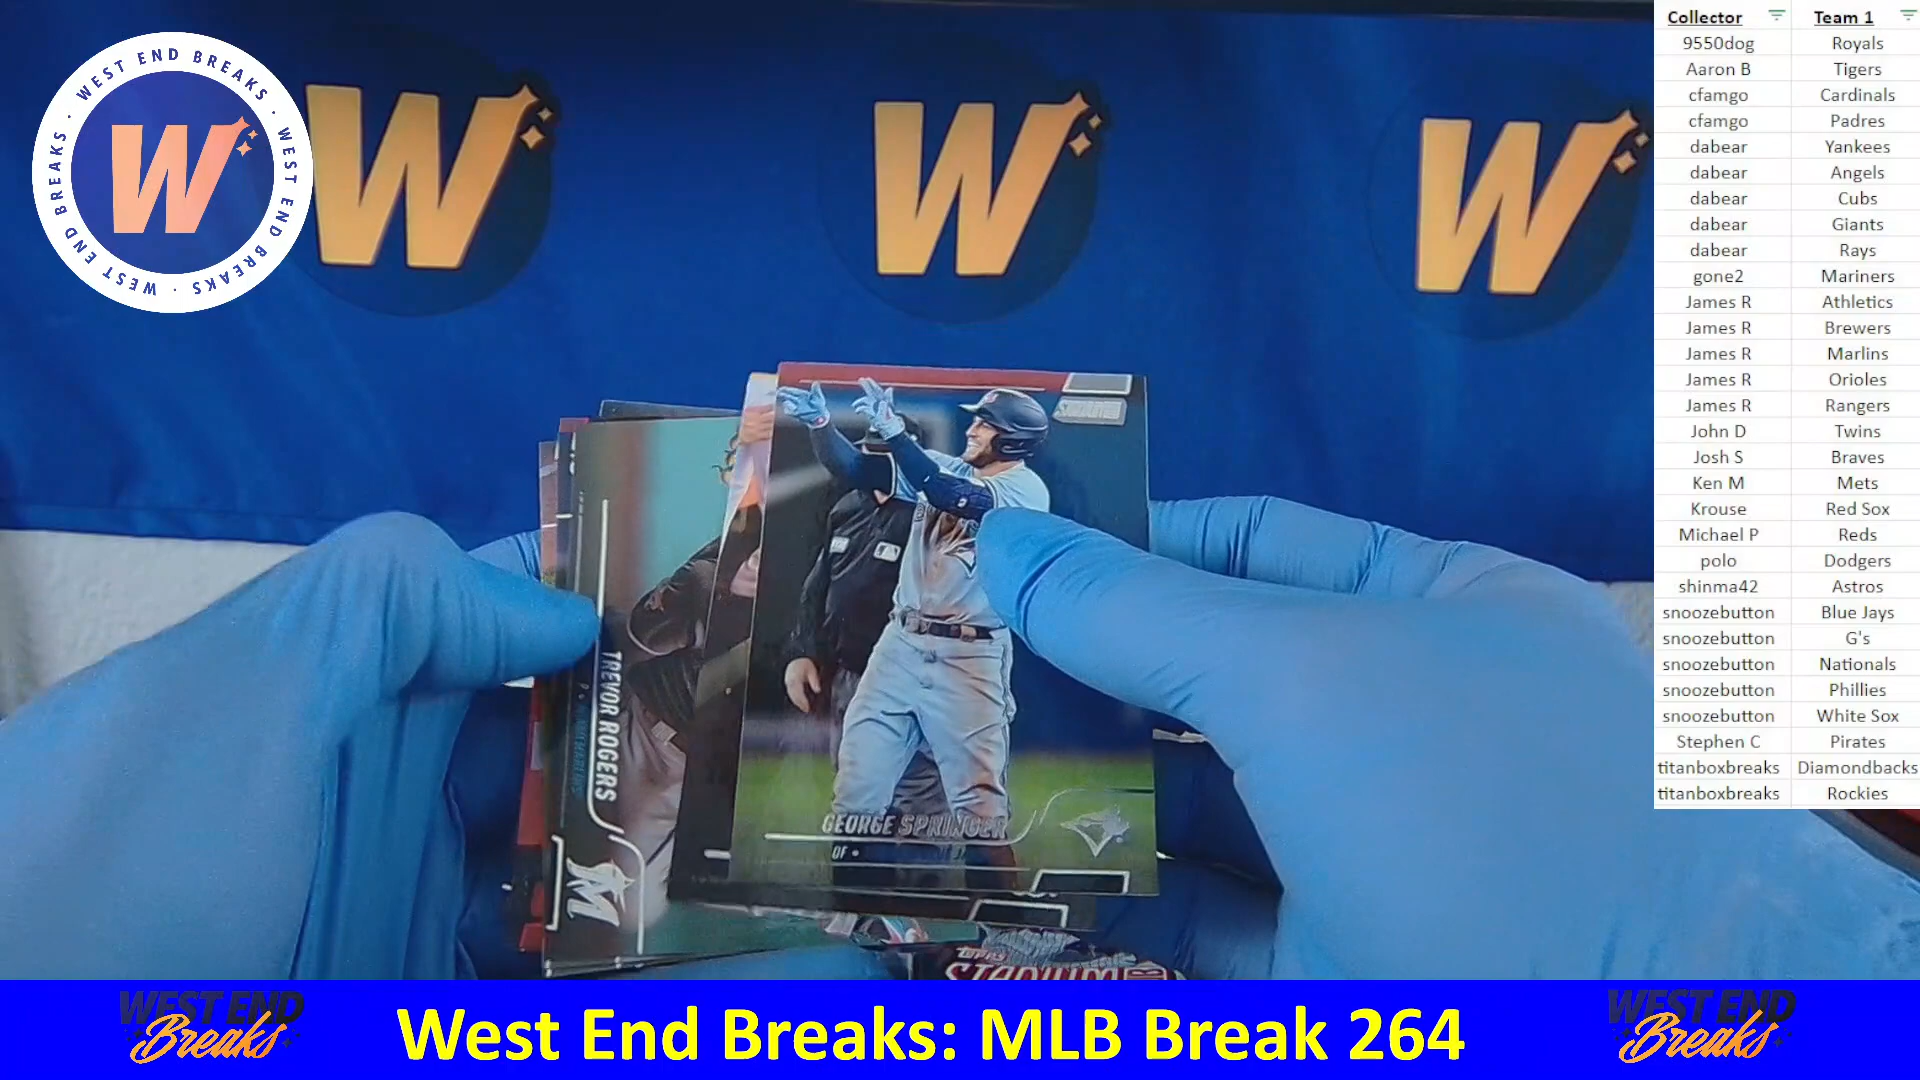 WEST END BREAKS · WEST END BREAKS · WEST END BREAKS ·
W
W
W
W
Collector Team 1
9550dog Royals
Aaron B Tigers
cfamgo Cardinals
cfamgo Padres
dabear Yankees
dabear Angels
dabear Cubs
dabear Giants
dabear Rays
gone2 Mariners
James R Athletics
James R Brewers
James R Marlins
James R Orioles
James R Rangers
John D Twins
Josh S Braves
Ken M Mets
Krouse Red Sox
Michael P Reds
polo Dodgers
shinma42 Astros
snoozebutton Blue Jays
snoozebutton G's
snoozebutton Nationals
snoozebutton Phillies
snoozebutton White Sox
Stephen C Pirates
titanboxbreaks Diamondbacks
titanboxbreaks Rockies
TREVOR ROGERS
P
M
GEORGE SPRINGER
OF •
TOPPS
STADIUM
WEST END
Breaks
West End Breaks: MLB Break 264
WEST END
Breaks